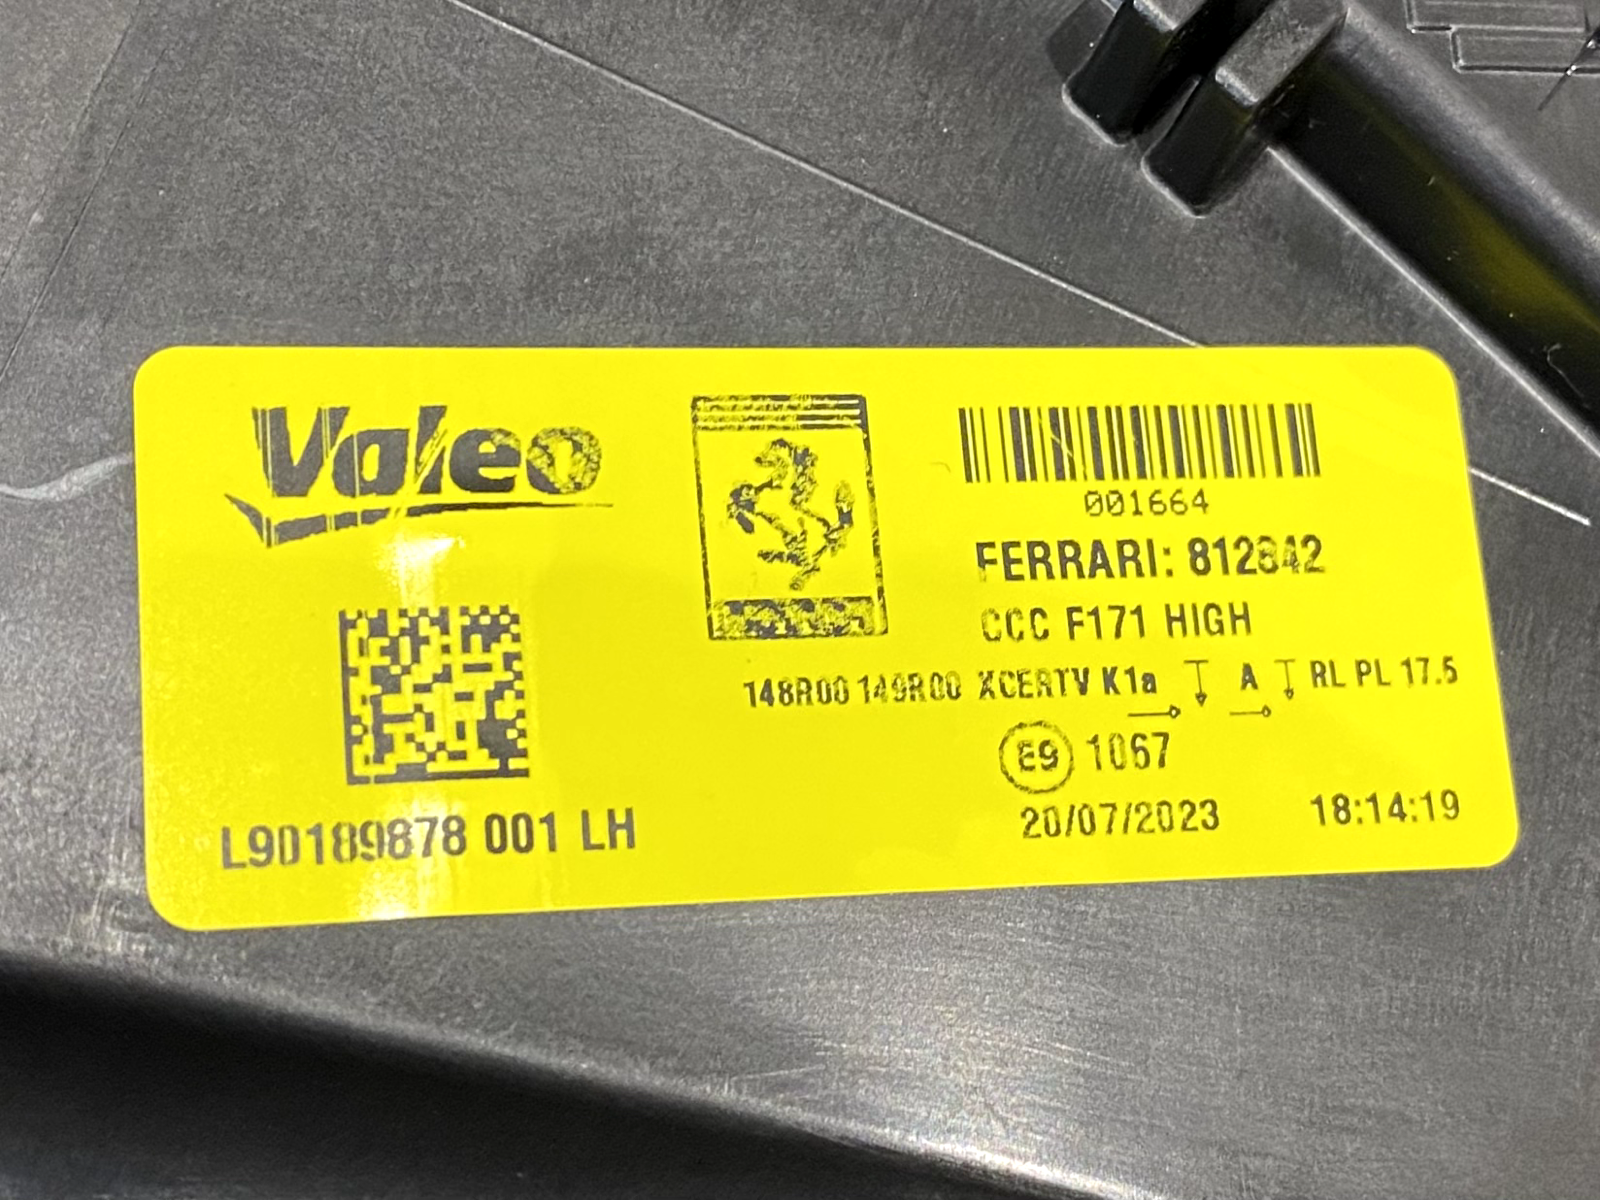 Valeo
001664
FERRARI: 812842
CCC F171 HIGH
148R00 149R00 XCERTV K1a A RL PL 17.5
E9 1067
20/07/2023 18:14:19
L90189878 001 LH